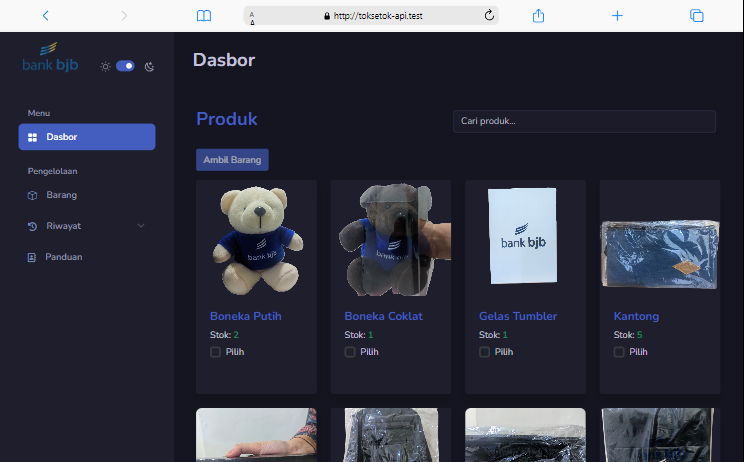 A
A
http://toksetok-api.test
bank bjb
Dasbor
Menu
Dasbor
Pengelolaan
Barang
Riwayat
Panduan
Produk
Cari produk...
Ambil Barang
bank bjb
bank bjb
bank bjb
Boneka Putih
Stok: 2
Pilih
Boneka Coklat
Stok: 1
Pilih
Gelas Tumbler
Stok: 1
Pilih
Kantong
Stok: 5
Pilih